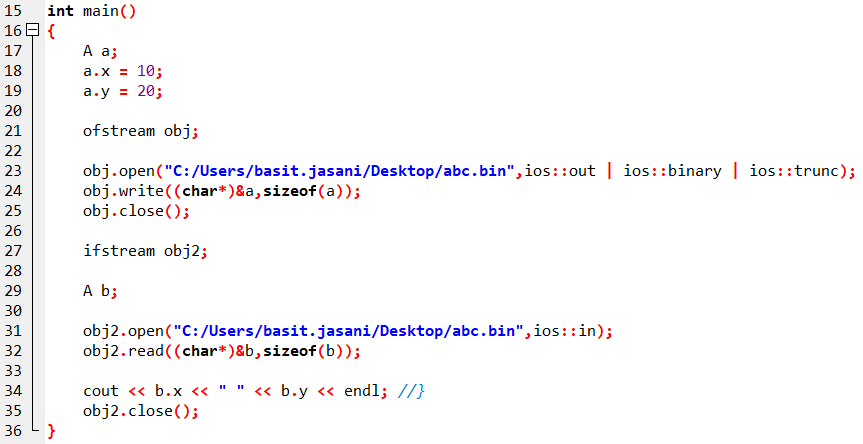 15 int main()
16 {
17     A a;
18     a.x = 10;
19     a.y = 20;
20
21     ofstream obj;
22
23     obj.open("C:/Users/basit.jasani/Desktop/abc.bin",ios::out | ios::binary | ios::trunc);
24     obj.write((char*)&a,sizeof(a));
25     obj.close();
26
27     ifstream obj2;
28
29     A b;
30
31     obj2.open("C:/Users/basit.jasani/Desktop/abc.bin",ios::in);
32     obj2.read((char*)&b,sizeof(b));
33
34     cout << b.x << " " << b.y << endl; //}
35     obj2.close();
36 }